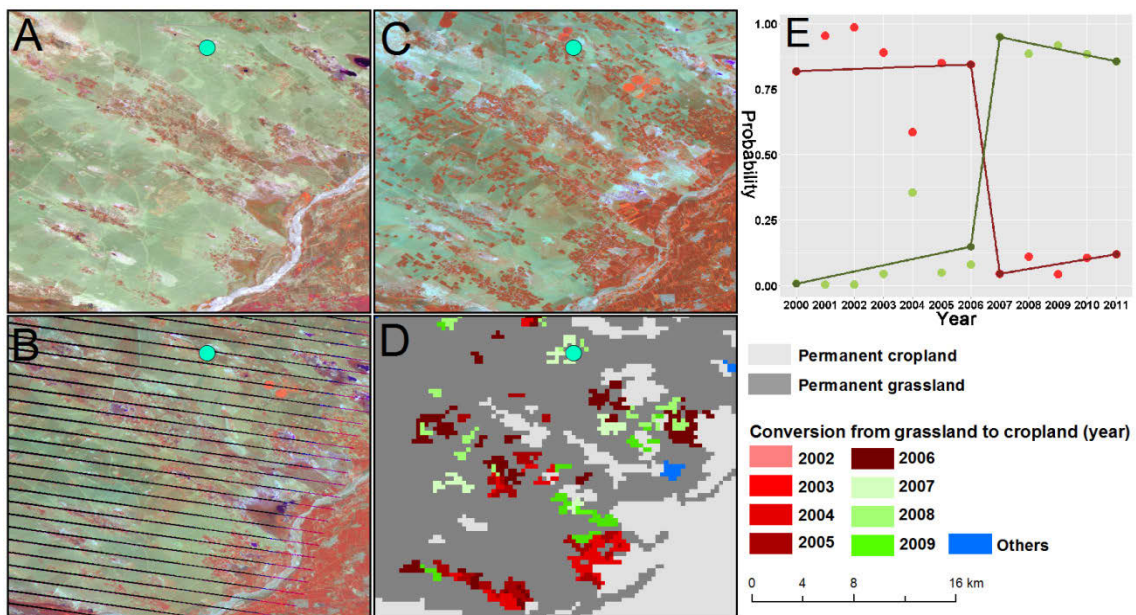 A
C
B
D
E
1.00
0.75
0.50
0.25
0.00
Probability
2000 2001 2002 2003 2004 2005 2006 2007 2008 2009 2010 2011
Year
Permanent cropland
Permanent grassland
Conversion from grassland to cropland (year)
2002 2006
2003 2007
2004 2008
2005 2009 Others
0 4 8 16 km